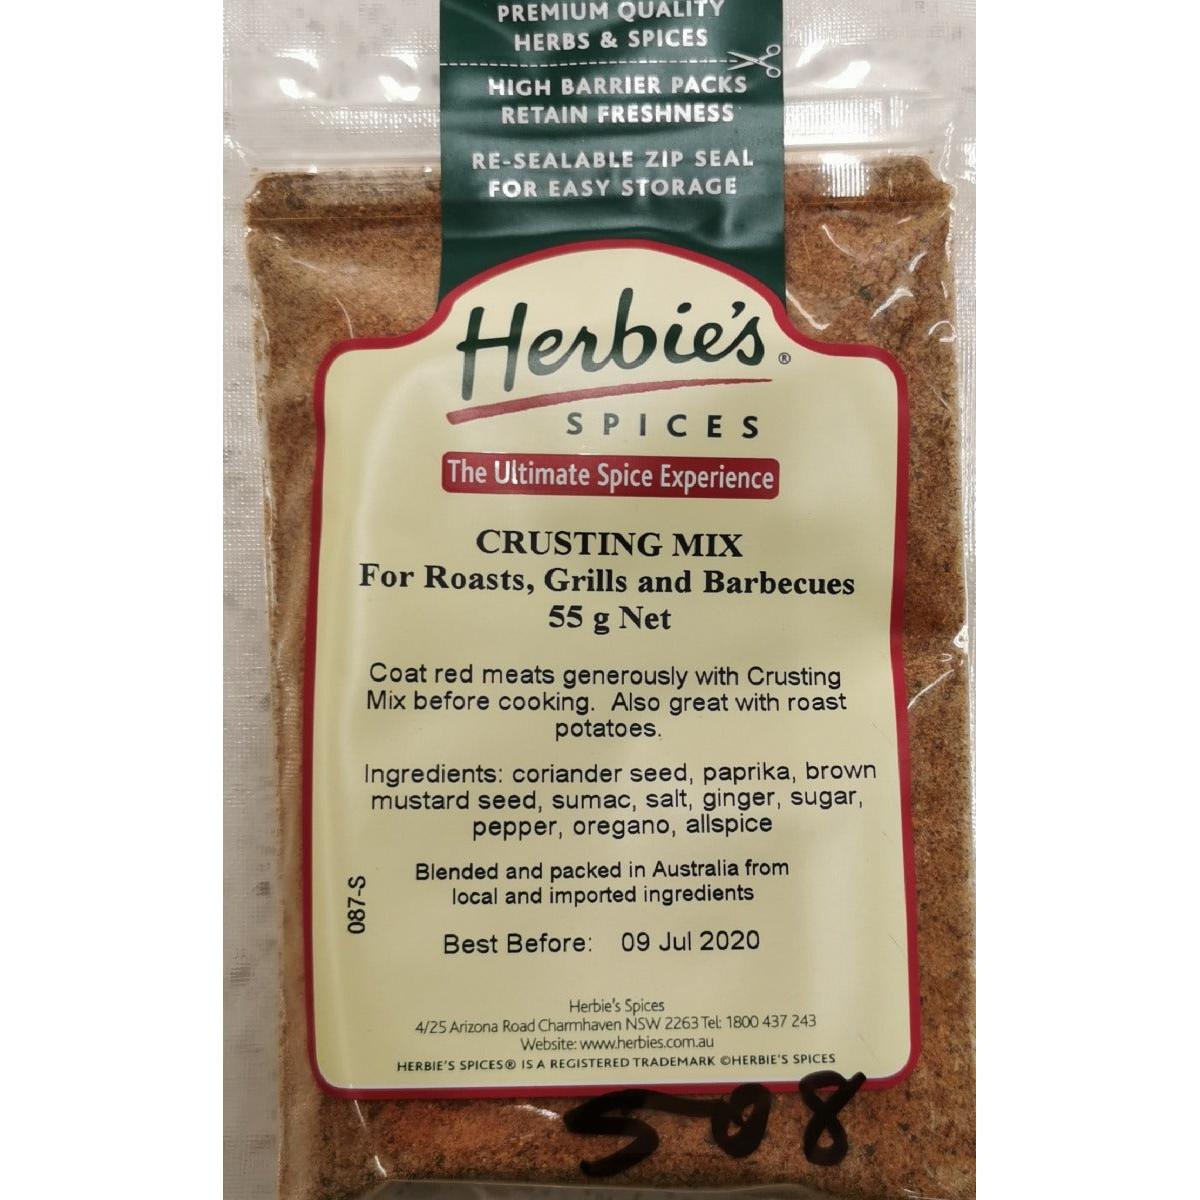 PREMIUM QUALITY
HERBS & SPICES
HIGH BARRIER PACKS
RETAIN FRESHNESS
RE-SEALABLE ZIP SEAL
FOR EASY STORAGE
Herbie's®
SPICES
The Ultimate Spice Experience
CRUSTING MIX
For Roasts, Grills and Barbecues
55 g Net
Coat red meats generously with Crusting
Mix before cooking.  Also great with roast
potatoes.
Ingredients: coriander seed, paprika, brown
mustard seed, sumac, salt, ginger, sugar,
pepper, oregano, allspice
Blended and packed in Australia from
local and imported ingredients
087-S
Best Before:   09 Jul 2020
Herbie's Spices
4/25 Arizona Road Charmhaven NSW 2263 Tel: 1800 437 243
Website: www.herbies.com.au
HERBIE'S SPICES® IS A REGISTERED TRADEMARK ©HERBIE'S SPICES
508